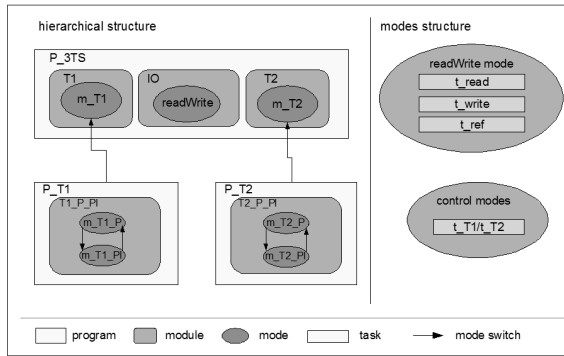 hierarchical structure
modes structure
P_3TS
T1
IO
T2
m_T1
readWrite
m_T2
readWrite mode
t_read
t_write
t_ref
P_T1
T1_P_PI
m_T1_P
m_T1_PI
P_T2
T2_P_PI
m_T2_P
m_T2_PI
control modes
t_T1/t_T2
program
module
mode
task
mode switch